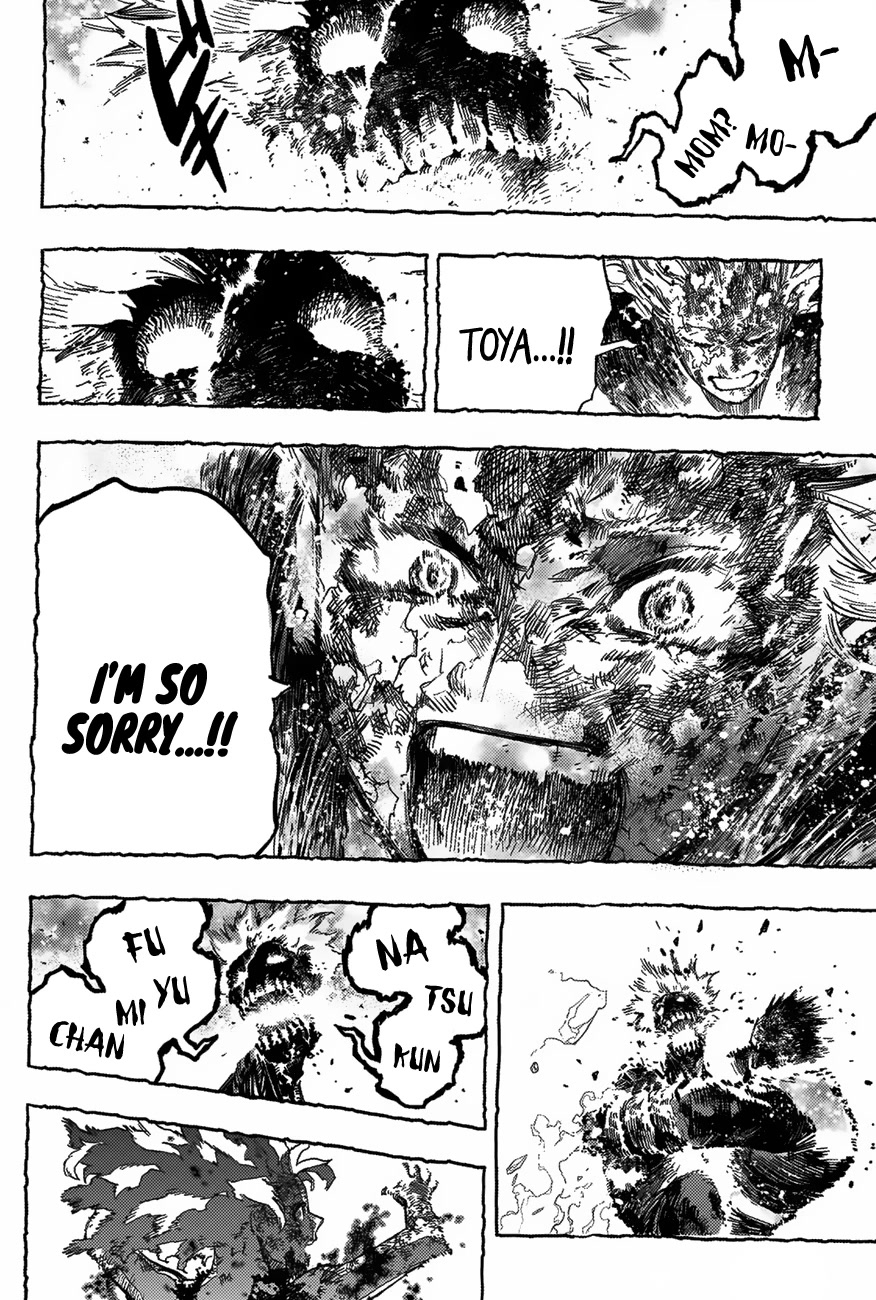 M-
MO-
MOM?
TOYA...!!
I'M SO
SORRY...!!
NA
TSU
KUN
FU
YU
MI
CHAN